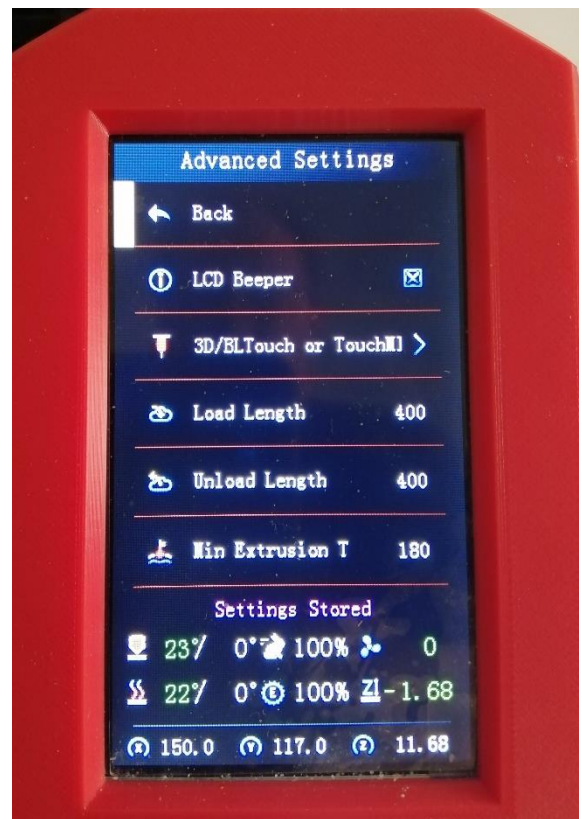 Advanced Settings
Back
LCD Beeper
3D/BLTouch or
Load Length 400
Unload Length 400
Min Extrusion T 180
Settings Stored
23°/ 0° 100% 0
22°/ 0° E 100% Z -1.68
X 150.0 Y 117.0 Z 11.68